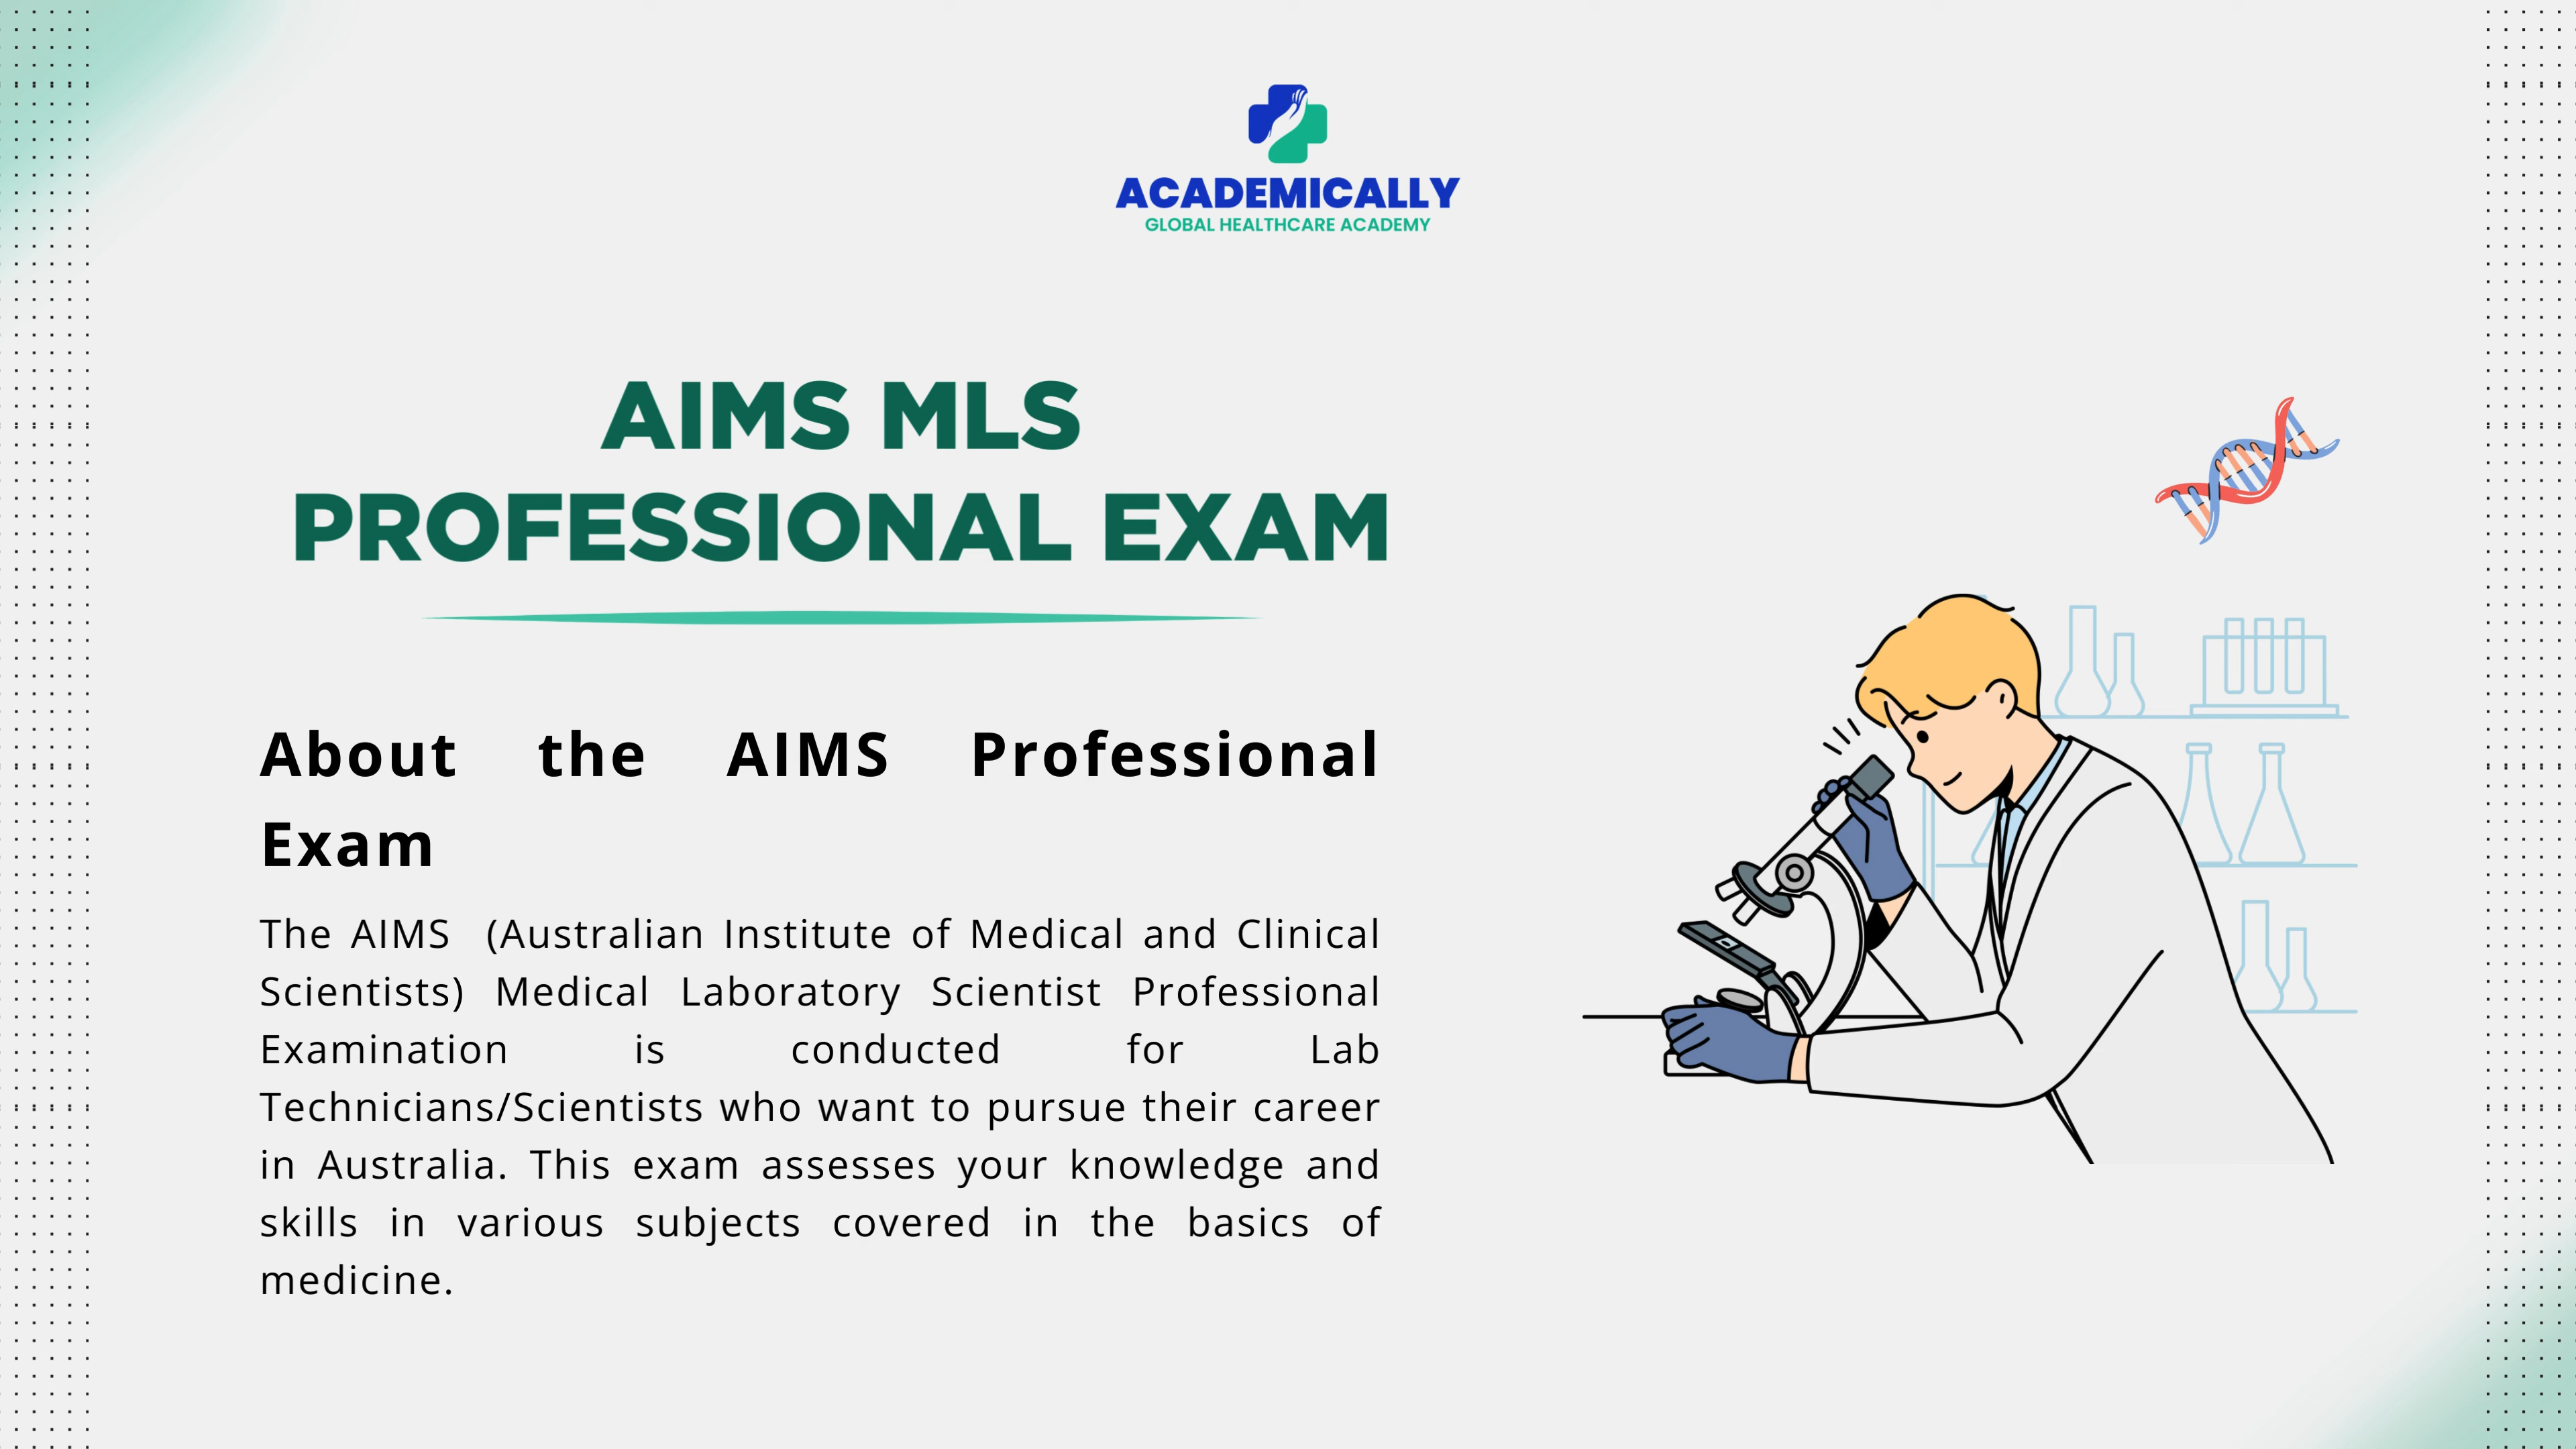 ACADEMICALLY
GLOBAL HEALTHCARE ACADEMY
AIMS MLS
PROFESSIONAL EXAM
About the AIMS Professional
Exam
The AIMS (Australian Institute of Medical and Clinical
Scientists) Medical Laboratory Scientist Professional
Examination is conducted for Lab
Technicians/Scientists who want to pursue their career
in Australia. This exam assesses your knowledge and
skills in various subjects covered in the basics of
medicine.